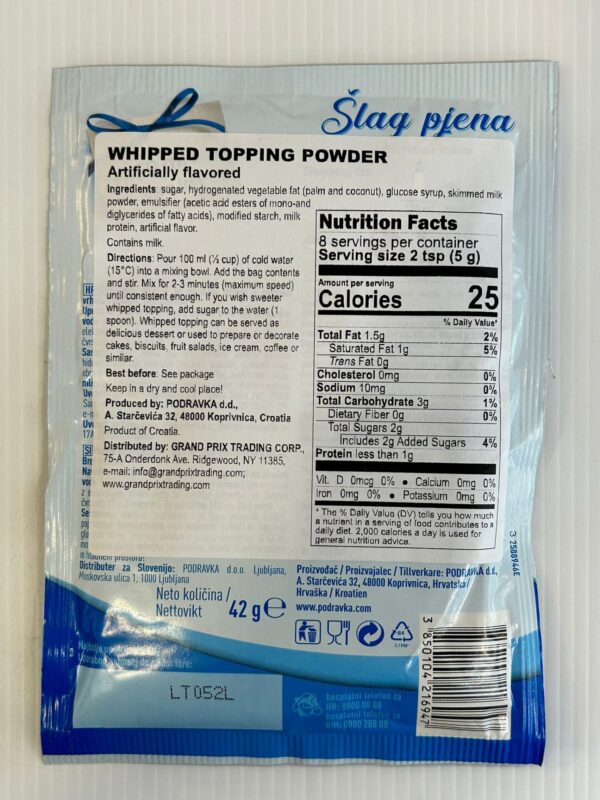 Šlag pjena
WHIPPED TOPPING POWDER
Artificially flavored
Ingredients: sugar, hydrogenated vegetable fat (palm and coconut), glucose syrup, skimmed milk
powder, emulsifier (acetic acid esters of mono-and
diglycerides of fatty acids), modified starch, milk
protein, artificial flavor.
Contains milk.
Directions: Pour 100 ml (½ cup) of cold water
(15°C) into a mixing bowl. Add the bag contents
and stir. Mix for 2-3 minutes (maximum speed)
until consistent enough. If you wish sweeter
whipped topping, add sugar to the water (1
spoon). Whipped topping can be served as
delicious dessert or used to prepare or decorate
cakes, biscuits, fruit salads, ice cream, coffee or
similar.
Best before: See package
Keep in a dry and cool place!
Produced by: PODRAVKA d.d.,
A. Starčevića 32, 48000 Koprivnica, Croatia
Product of Croatia.
Distributed by: GRAND PRIX TRADING CORP.,
75-A Onderdonk Ave. Ridgewood, NY 11385,
e-mail: info@grandprixtrading.com;
www.grandprixtrading.com
Nutrition Facts
8 servings per container
Serving size 2 tsp (5 g)
Amount per serving
Calories 25
% Daily Value*
Total Fat 1.5g 2%
Saturated Fat 1g 5%
Trans Fat 0g
Cholesterol 0mg 0%
Sodium 10mg 0%
Total Carbohydrate 3g 1%
Dietary Fiber 0g 0%
Total Sugars 2g
Includes 2g Added Sugars 4%
Protein less than 1g
Vit. D 0mcg 0% • Calcium 0mg 0%
Iron 0mg 0% • Potassium 0mg 0%
* The % Daily Value (DV) tells you how much
a nutrient in a serving of food contributes to a
daily diet. 2,000 calories a day is used for
general nutrition advice.
HR
SI
Distributer za Slovenijo: PODRAVKA d.o.o. Ljubljana,
Moskovska ulica 1, 1000 Ljubljana
Neto količina /
Nettovikt 42 g e
Proizvođač / Proizvajalec / Tillverkare: PODRAVKA d.d.
A. Starčevića 32, 48000 Koprivnica, Hrvatska/
Hrvaška / Kroatien
www.podravka.com
84
C/PAP
3 2588946E
3 850104 216947
LT052L
besplatni telefon za
HR: 0800 00 08